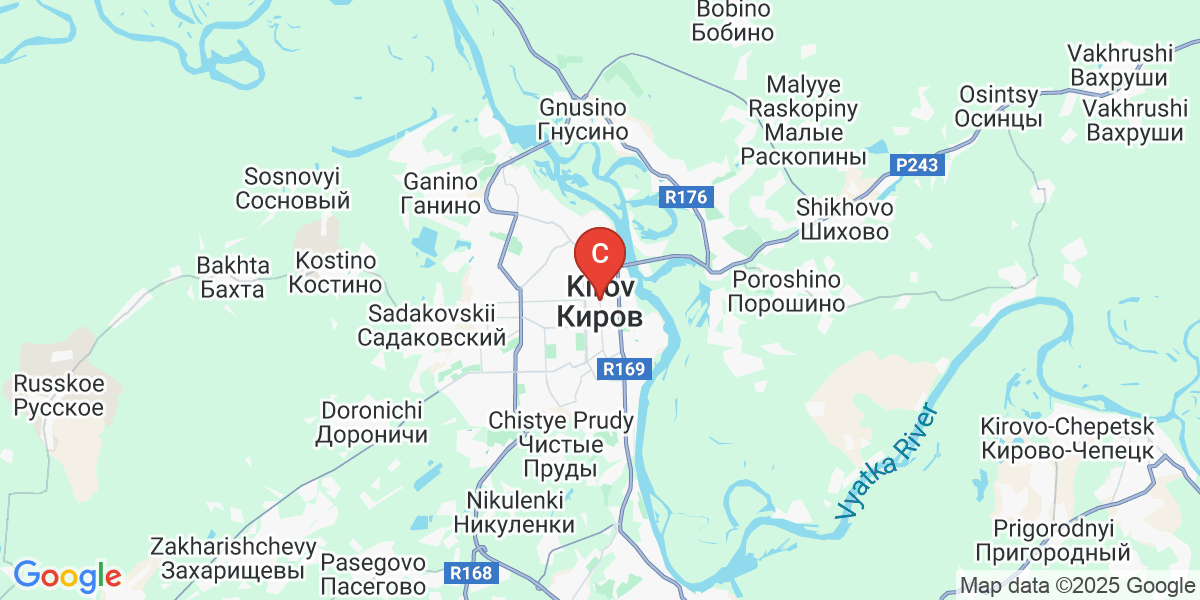 Bobino
Бобино
Vakhrushi
Вахруши
Malyye
Raskopiny
Малые
Раскопины
Osintsy
Осинцы
Vakhrushi
Вахруши
Gnusino
Гнусино
P243
Sosnovyi
Сосновый
Ganino
Ганино
R176
Shikhovo
Шихово
C
Bakhta
Бахта
Kostino
Костино
Kirov
Киров
Poroshino
Порошино
Sadakovskii
Садаковский
R169
Russkoe
Русское
Doronichi
Дороничи
Chistye Prudy
Чистые
Пруды
Vyatka River
Kirovo-Chepetsk
Кирово-Чепецк
Nikulenki
Никуленки
Prigorodnyi
Пригородный
Zakharishchevy
Захарищевы
Pasegovo
Пасегово
R168
Google
Map data ©2025 Google